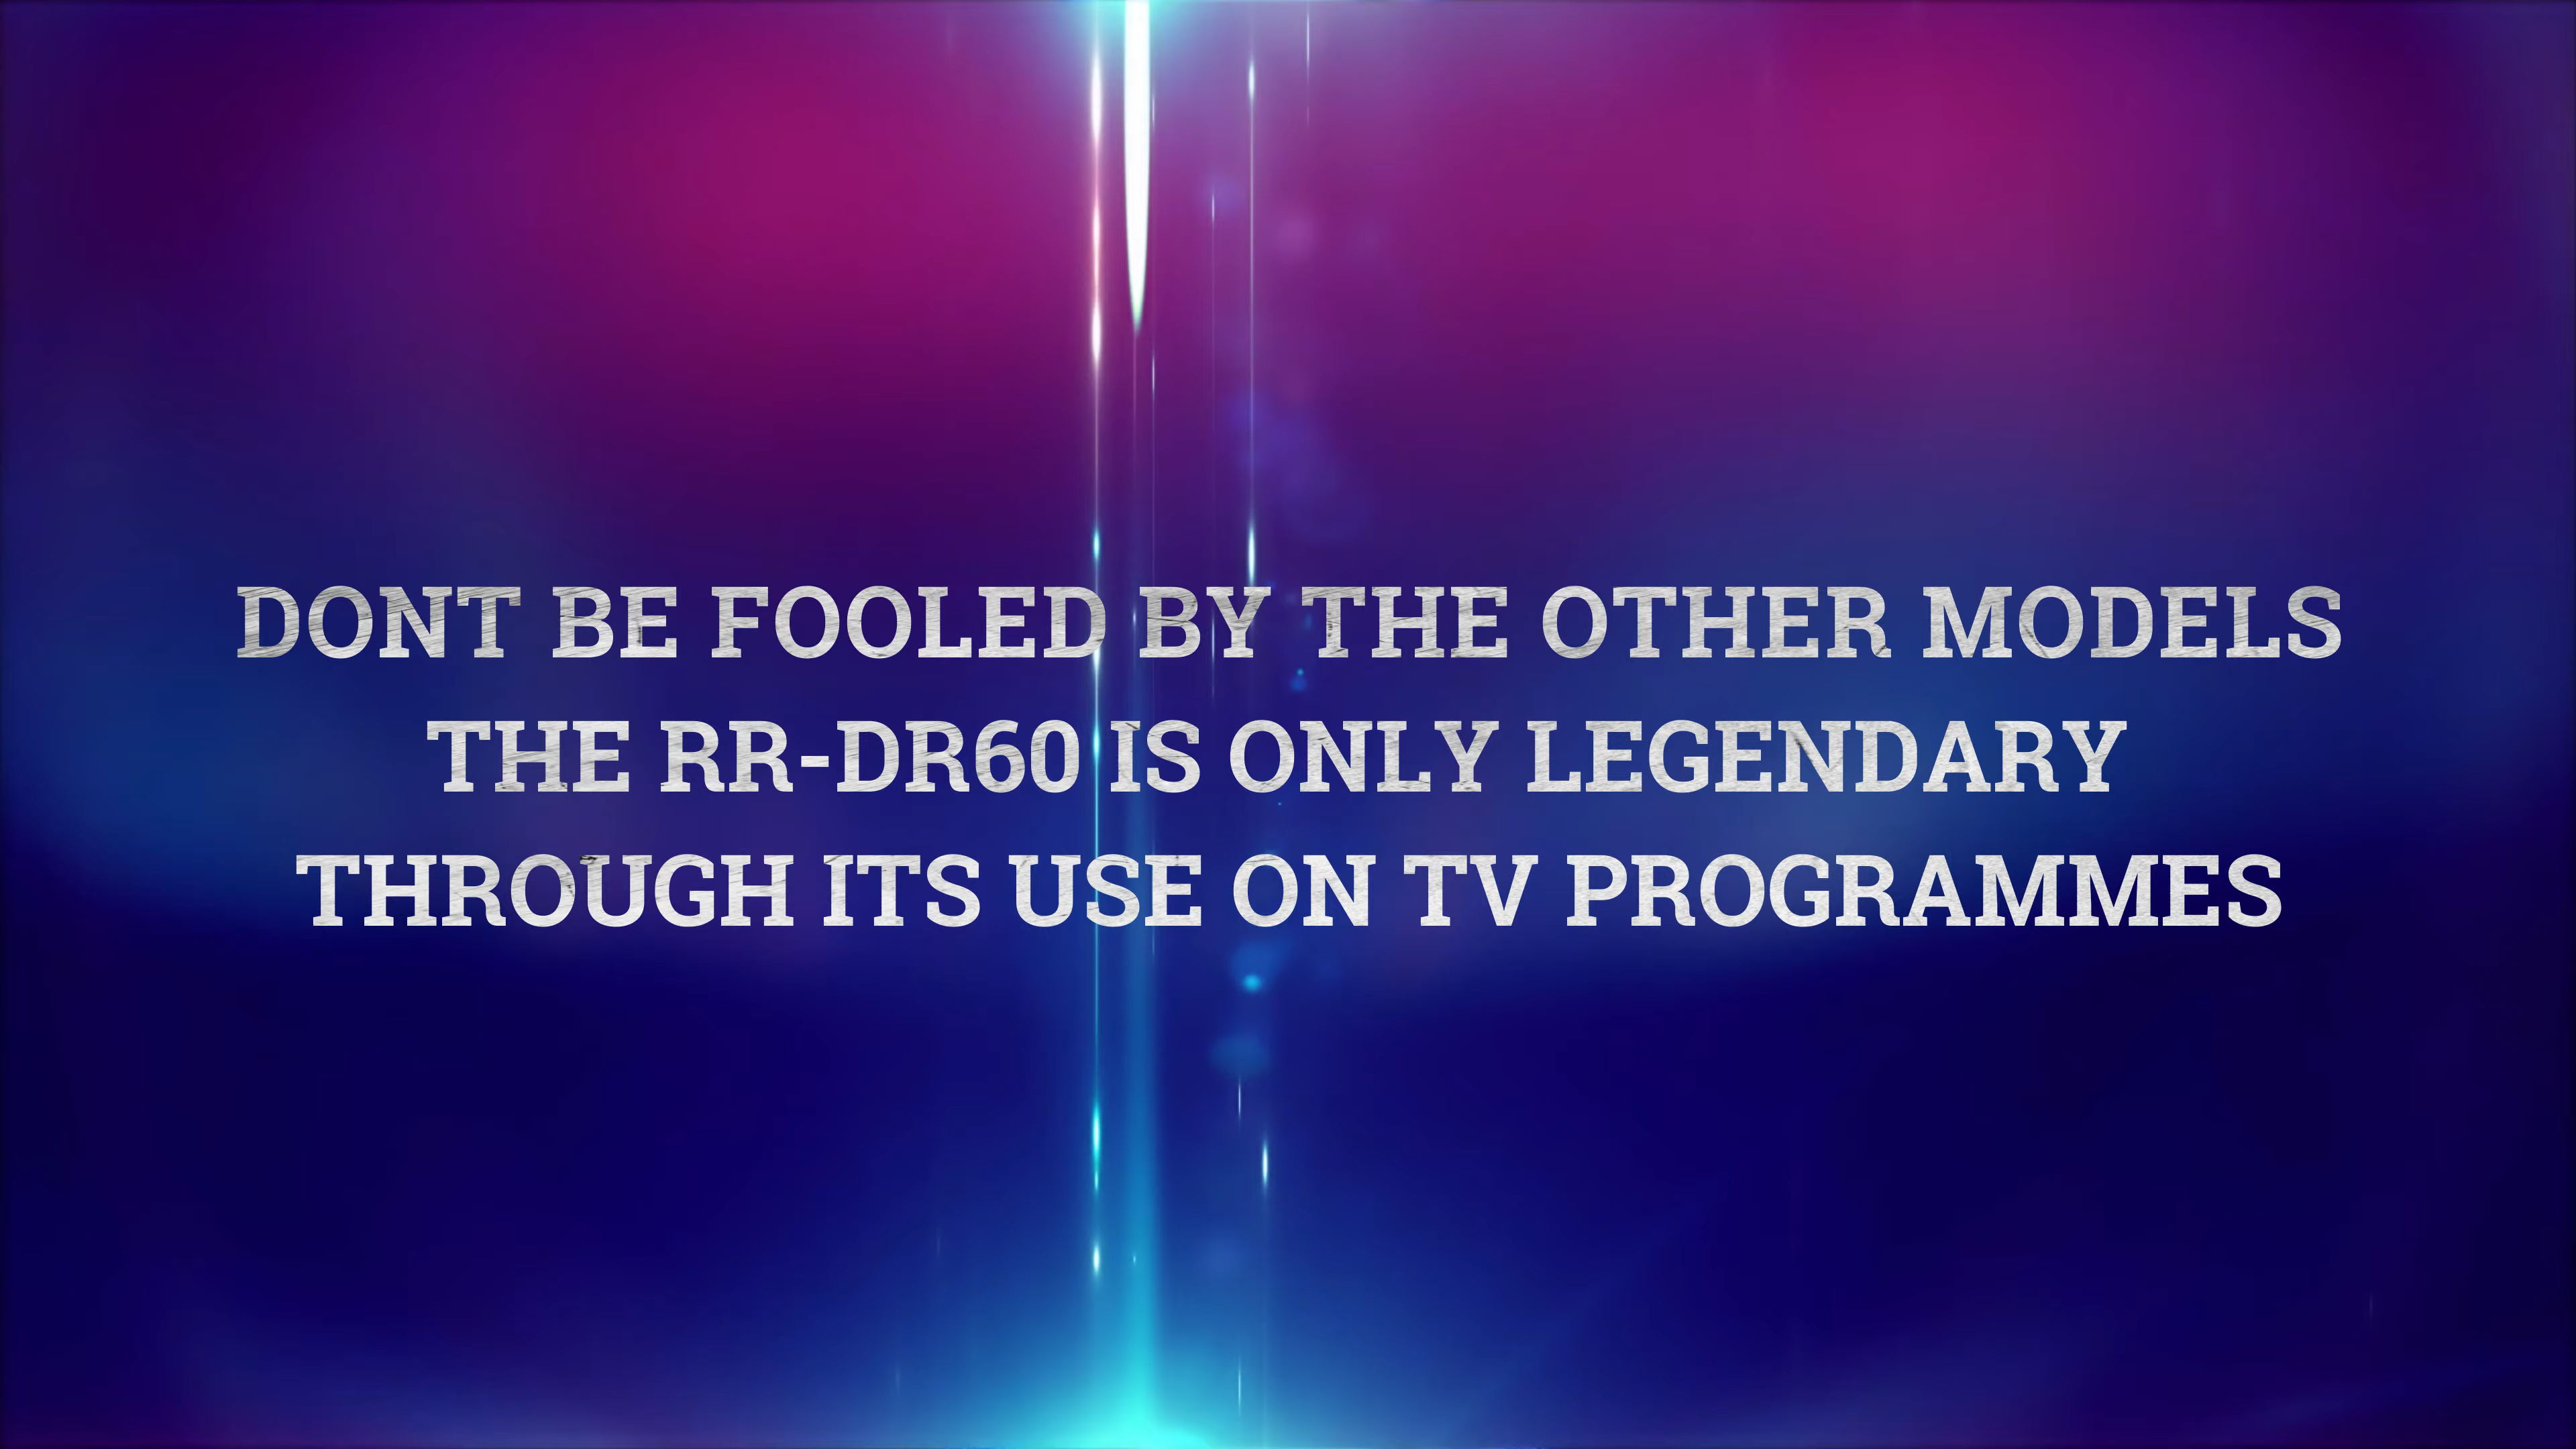 DONT BE FOOLED BY THE OTHER MODELS
THE RR-DR60 IS ONLY LEGENDARY
THROUGH ITS USE ON TV PROGRAMMES